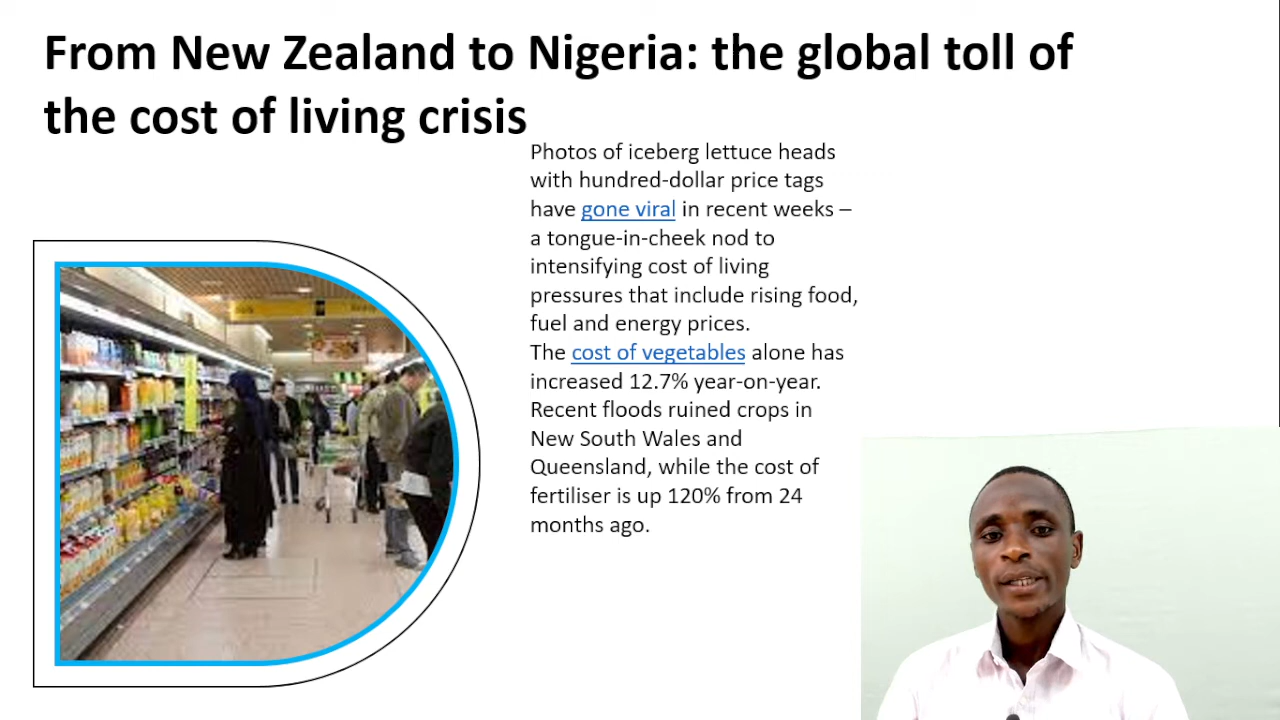 From New Zealand to Nigeria: the global toll of
the cost of living crisis
Photos of iceberg lettuce heads
with hundred-dollar price tags
have gone viral in recent weeks –
a tongue-in-cheek nod to
intensifying cost of living
pressures that include rising food,
fuel and energy prices.
The cost of vegetables alone has
increased 12.7% year-on-year.
Recent floods ruined crops in
New South Wales and
Queensland, while the cost of
fertiliser is up 120% from 24
months ago.